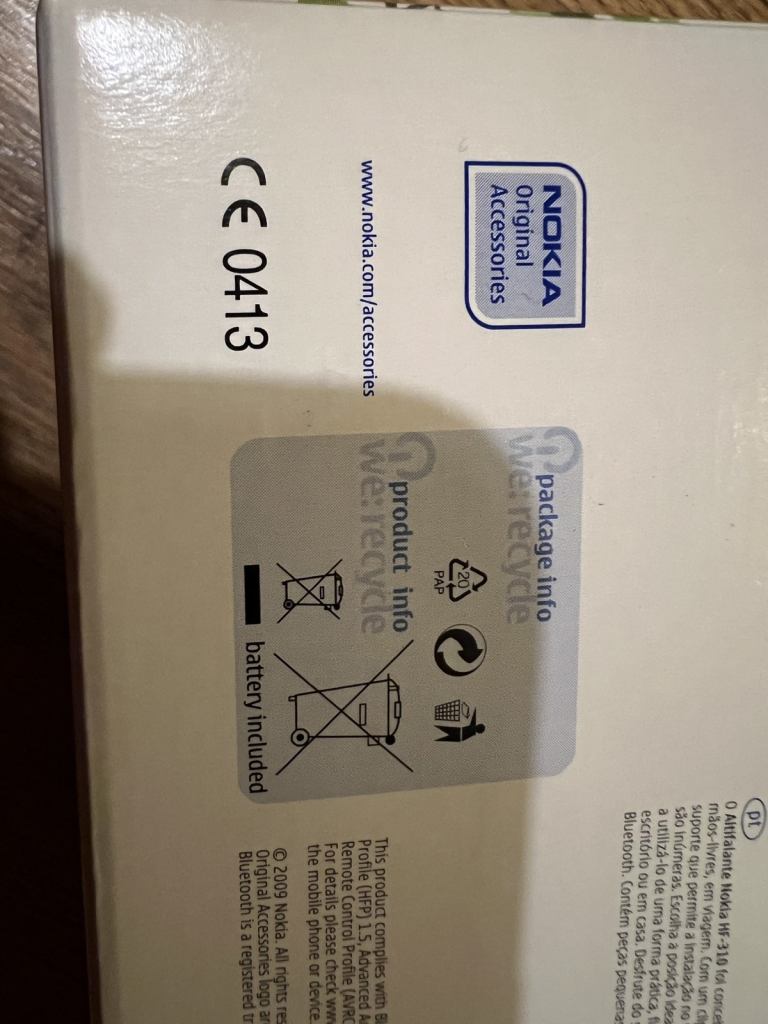 NOKIA
Original
Accessories
www.nokia.com/accessories
CE 0413
package info
we: recycle
20
PAP
product info
we: recycle
battery included
pt
O Altifalante Nokia HF-310 foi
mãos-livres, em viagem. Com um
suporte que permite a instalação no
são inúmeras. Escolha a posição
a utilizá-lo de uma forma prática,
escritório ou em casa. Desfrute do
Bluetooth. Contém peças
This product complies with
Profile (HFP) 1.5, Advanced
Remote Control Profile
For details please check
the mobile phone or device.
© 2009 Nokia. All rights
Original Accessories logo
Bluetooth is a registered